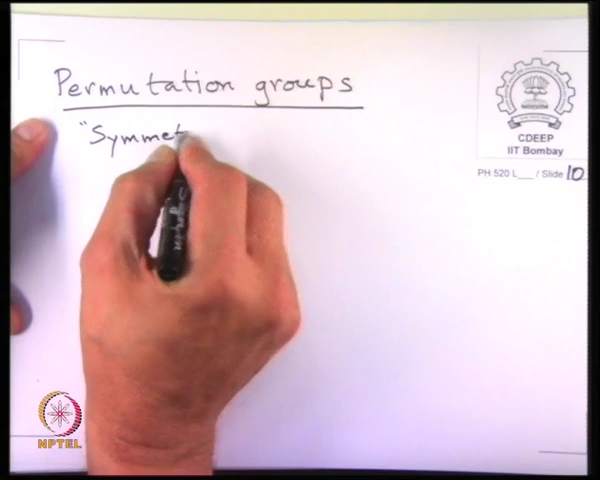 Permutation groups
"Symmet
CDEEP
IIT Bombay
PH 520 L___ / Slide 10
NPTEL